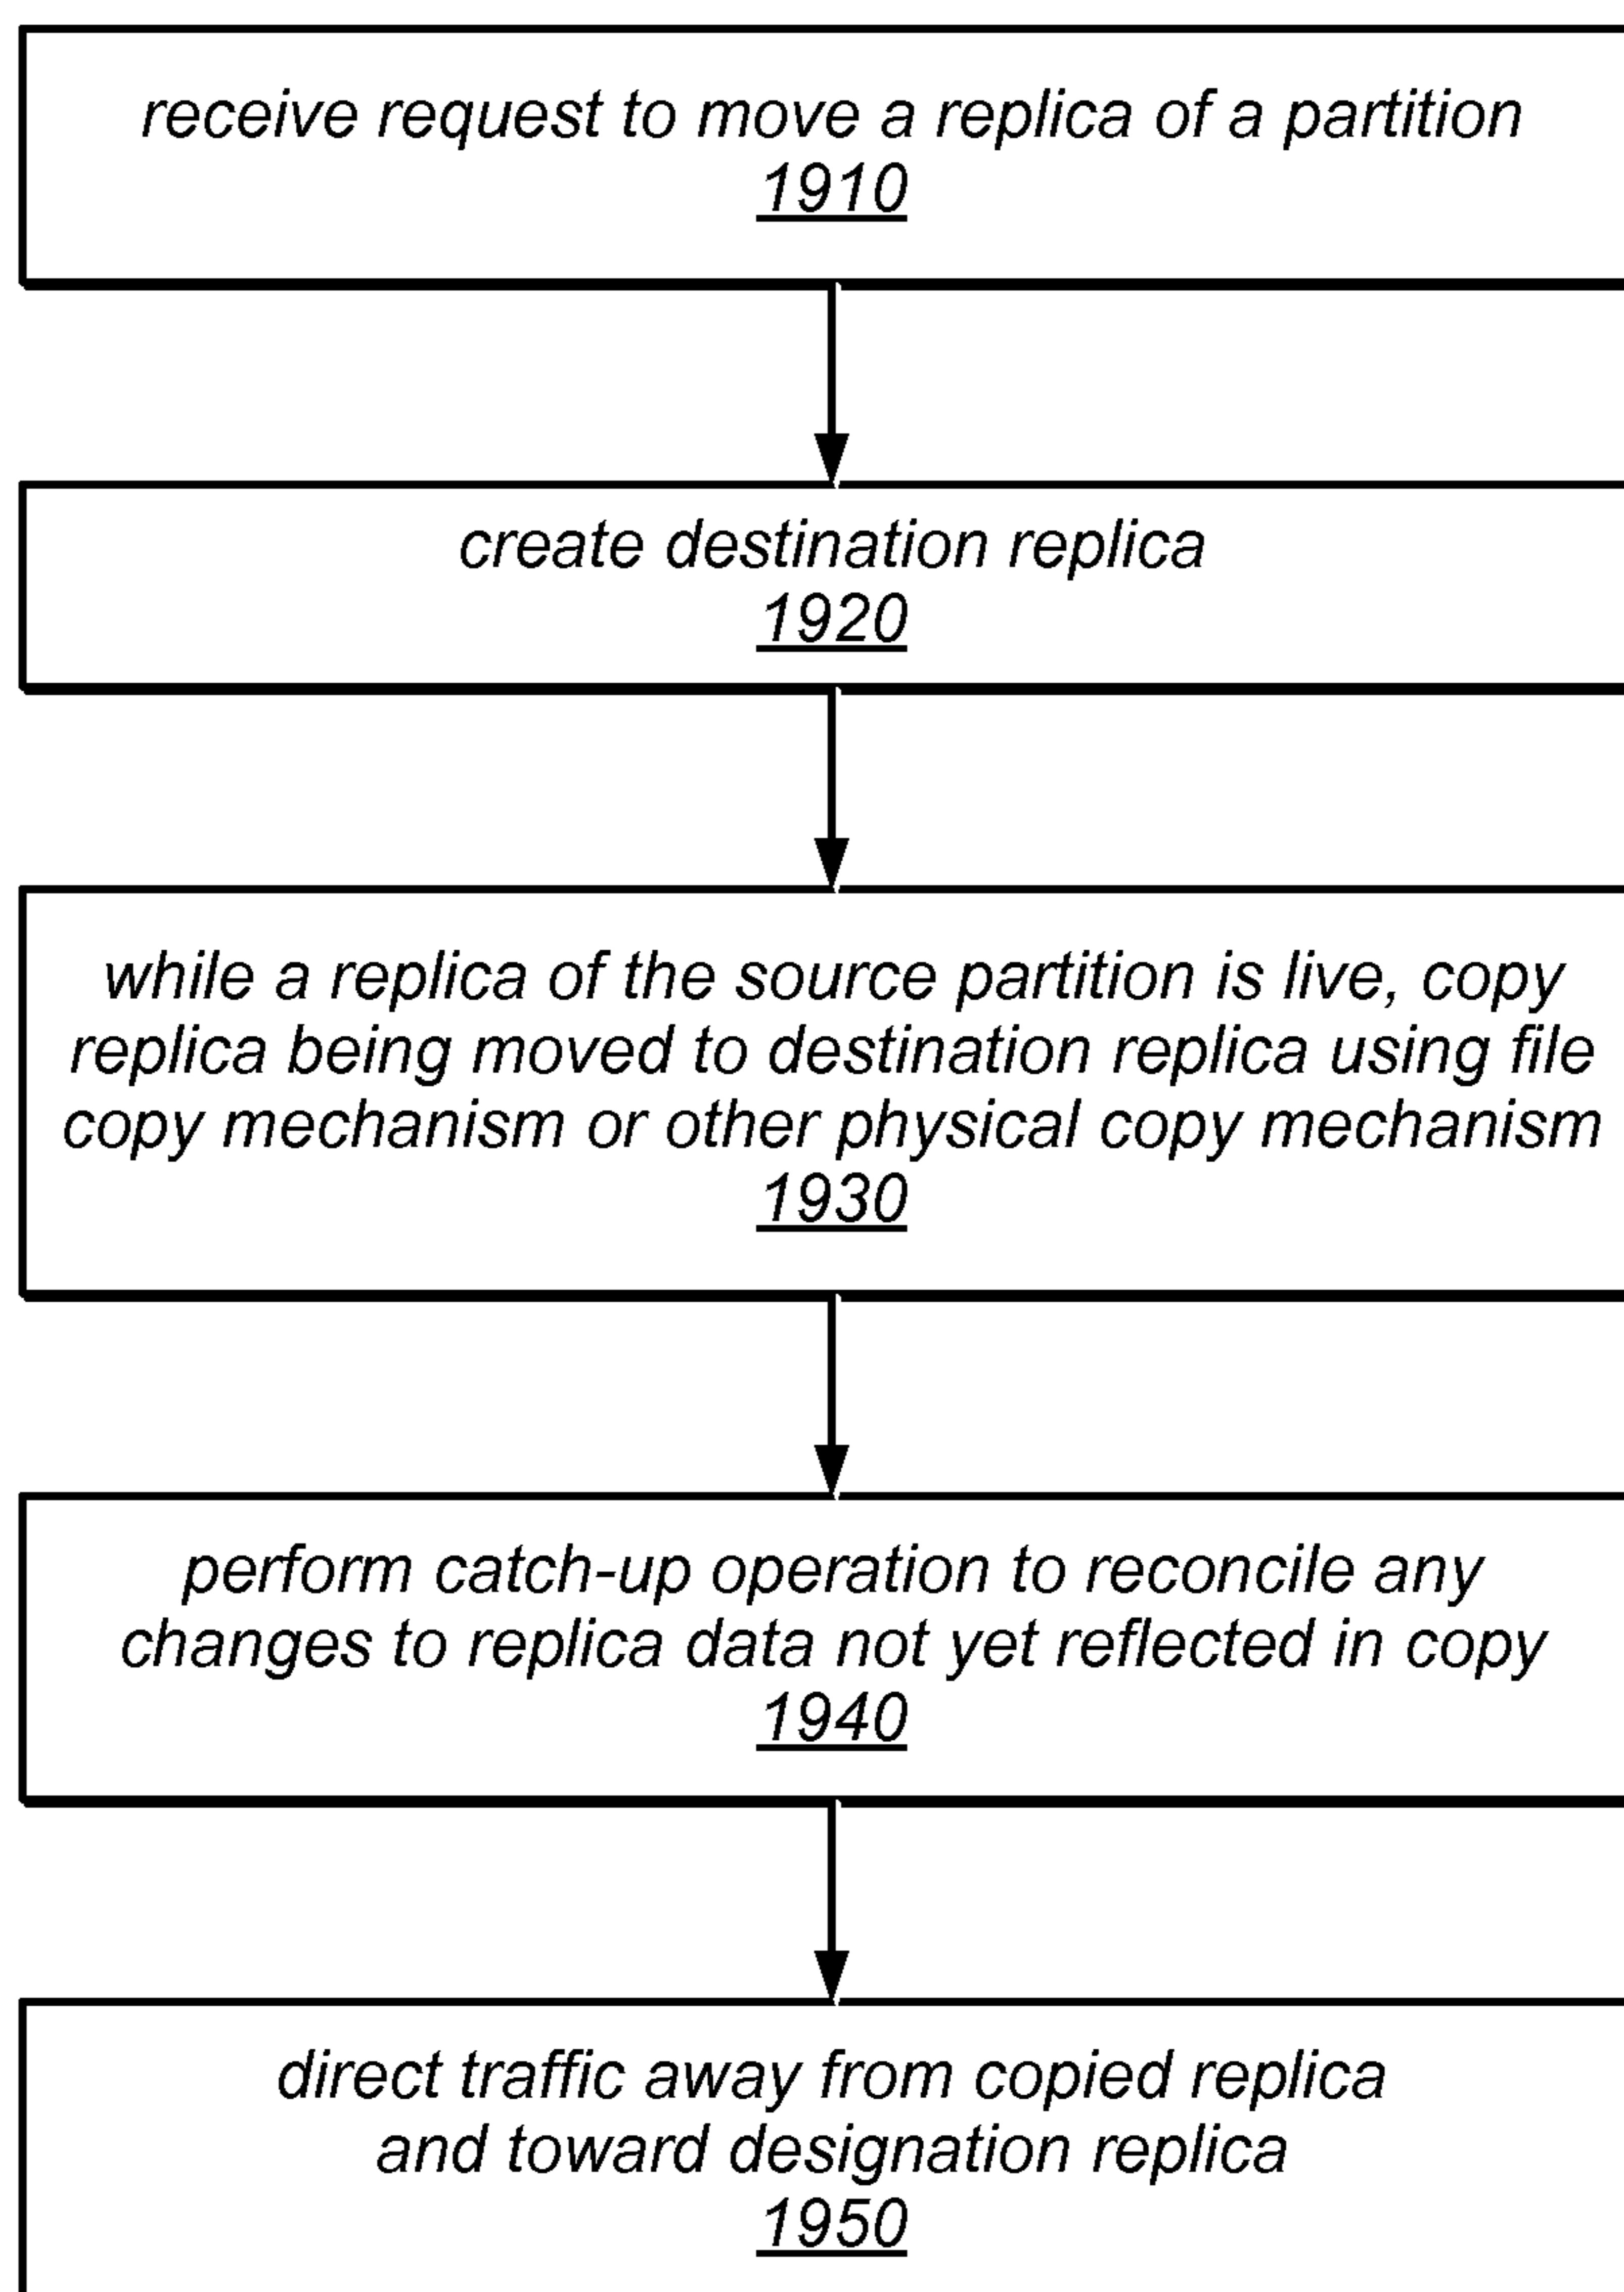 receive request to move a replica of a partition
1910
create destination replica
1920
while a replica of the source partition is live, copy
replica being moved to destination replica using file
copy mechanism or other physical copy mechanism
1930
perform catch-up operation to reconcile any
changes to replica data not yet reflected in copy
1940
direct traffic away from copied replica
and toward designation replica
1950